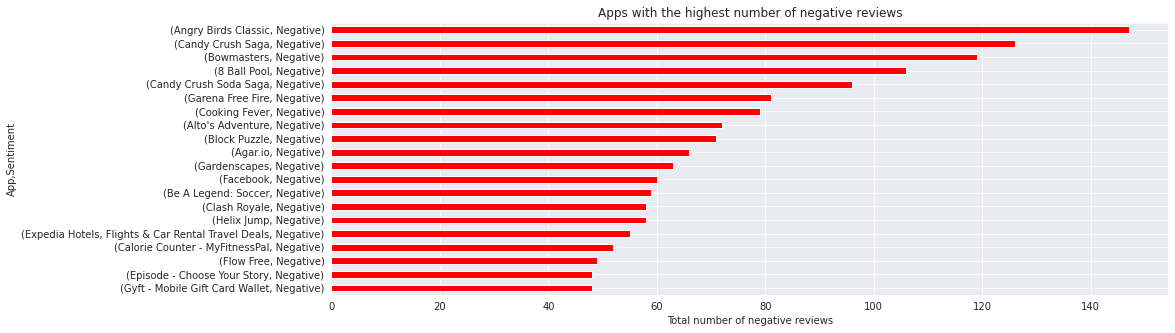 Apps with the highest number of negative reviews
App,Sentiment
(Angry Birds Classic, Negative)
(Candy Crush Saga, Negative)
(Bowmasters, Negative)
(8 Ball Pool, Negative)
(Candy Crush Soda Saga, Negative)
(Garena Free Fire, Negative)
(Cooking Fever, Negative)
(Alto's Adventure, Negative)
(Block Puzzle, Negative)
(Agar.io, Negative)
(Gardenscapes, Negative)
(Facebook, Negative)
(Be A Legend: Soccer, Negative)
(Clash Royale, Negative)
(Helix Jump, Negative)
(Expedia Hotels, Flights & Car Rental Travel Deals, Negative)
(Calorie Counter - MyFitnessPal, Negative)
(Flow Free, Negative)
(Episode - Choose Your Story, Negative)
(Gyft - Mobile Gift Card Wallet, Negative)
0 20 40 60 80 100 120 140
Total number of negative reviews